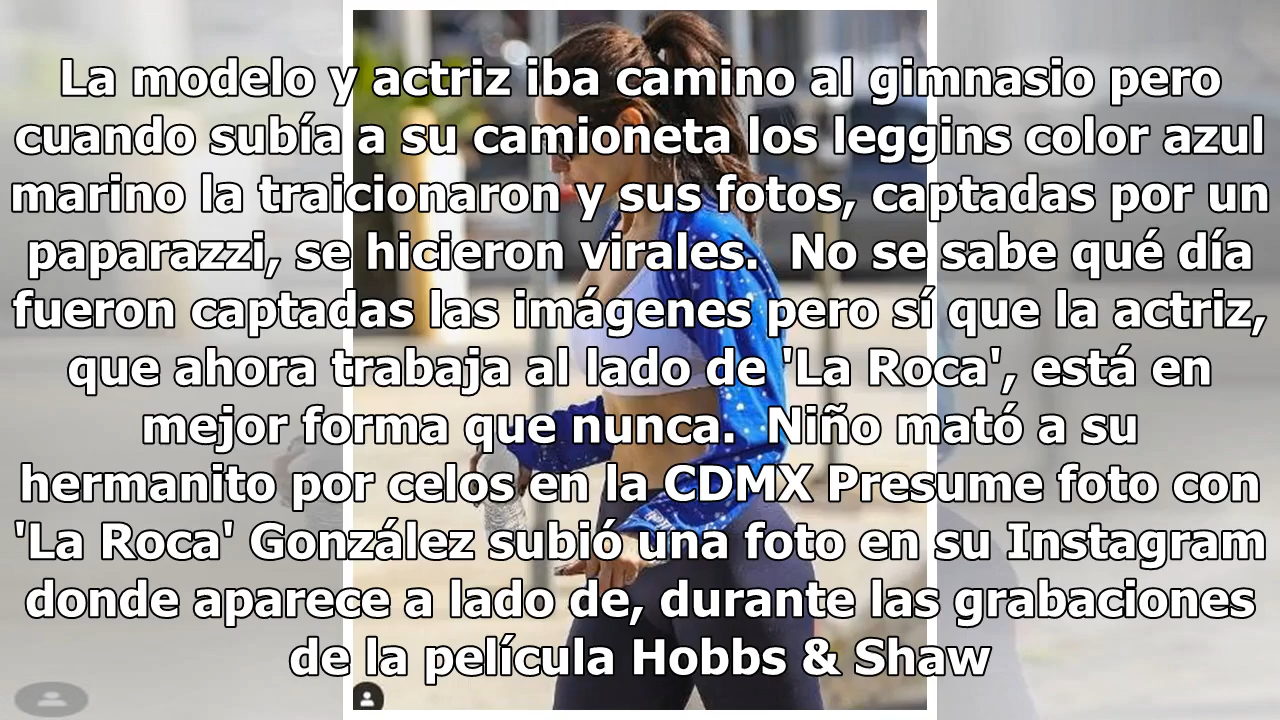 La modelo y actriz iba camino al gimnasio pero
cuando subía a su camioneta los leggins color azul
marino la traicionaron y sus fotos, captadas por un
paparazzi, se hicieron virales.  No se sabe qué día
fueron captadas las imágenes pero sí que la actriz,
que ahora trabaja al lado de 'La Roca', está en
mejor forma que nunca.  Niño mató a su
hermanito por celos en la CDMX Presume foto con
'La Roca' González subió una foto en su Instagram
donde aparece a lado de, durante las grabaciones
de la película Hobbs & Shaw